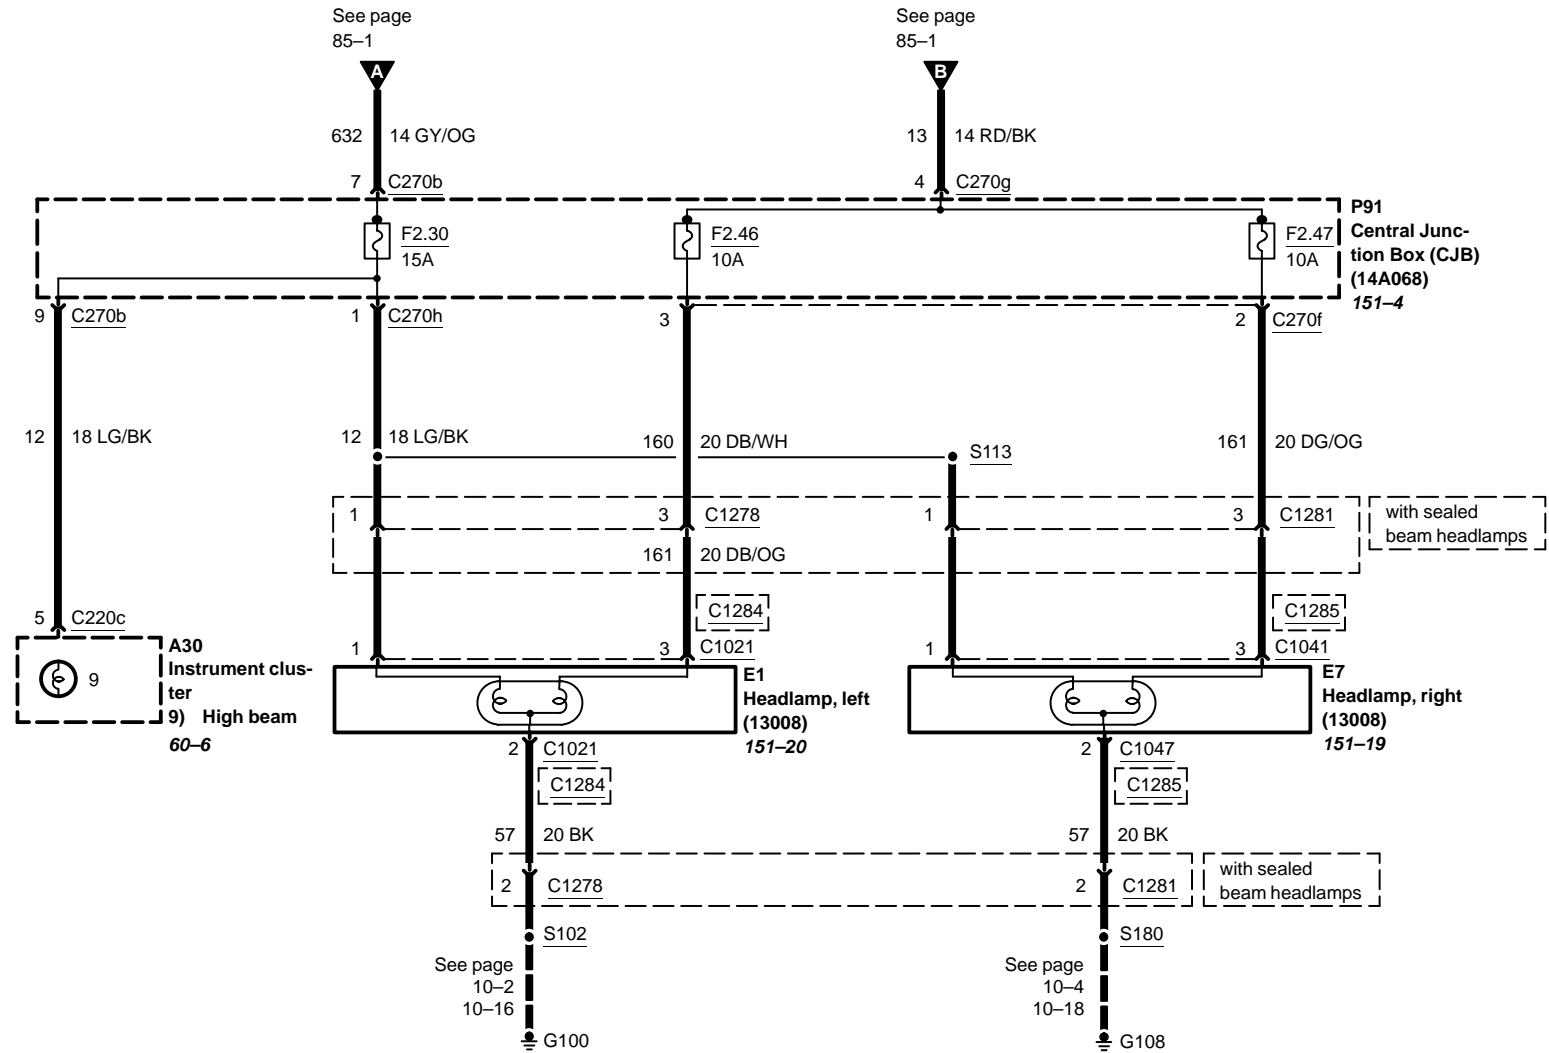 See page
85–1
See page
85–1
A
B
632 14 GY/OG
13 14 RD/BK
7 C270b
4 C270g
F2.30
15A
F2.46
10A
F2.47
10A
P91
Central Junc-
tion Box (CJB)
(14A068)
151–4
9 C270b
1 C270h
3
2 C270f
12 18 LG/BK
12 18 LG/BK
160 20 DB/WH
161 20 DG/OG
S113
1
3 C1278
1
3 C1281
with sealed
beam headlamps
161 20 DB/OG
C1284
C1285
5 C220c
1
3 C1021
1
3 C1041
A30
Instrument clus-
ter
9) High beam
60–6
9
E1
Headlamp, left
(13008)
151–20
E7
Headlamp, right
(13008)
151–19
2 C1021
C1284
2 C1047
C1285
57 20 BK
57 20 BK
2 C1278
2 C1281
with sealed
beam headlamps
S102
S180
See page
10–2
10–16
See page
10–4
10–18
G100
G108